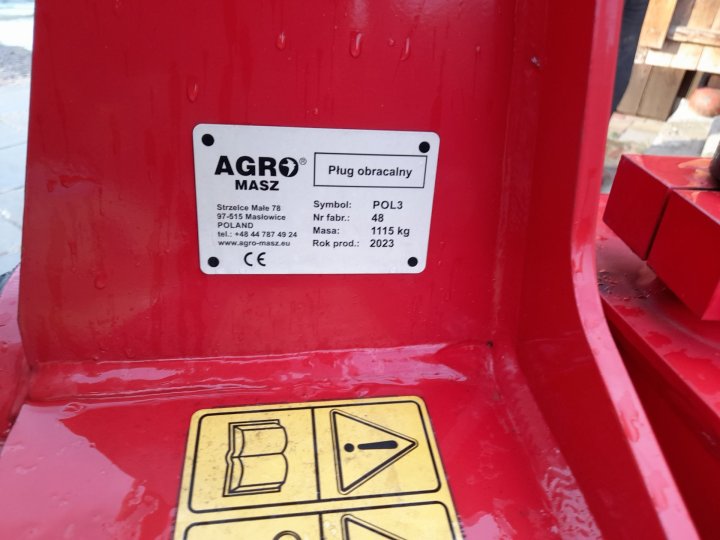 AGRO®
MASZ
Pług obracalny
Strzelce Małe 78
97-515 Masłowice
POLAND
tel.: +48 44 787 49 24
www.agro-masz.eu
CE
Symbol: POL3
Nr fabr.: 48
Masa: 1115 kg
Rok prod.: 2023